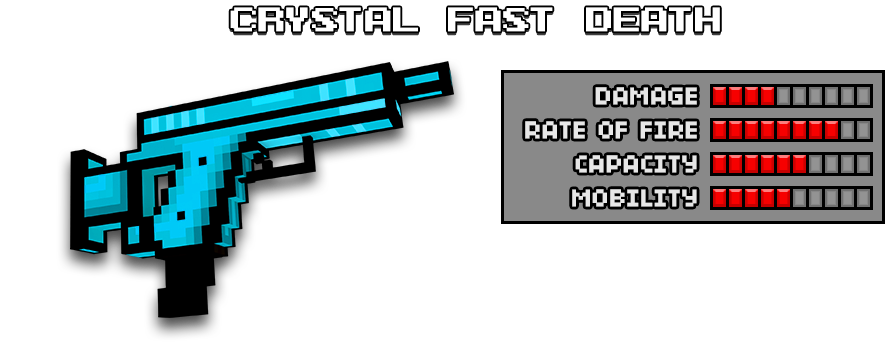 CRYSTAL FAST DEATH
DAMAGE
RATE OF FIRE
CAPACITY
MOBILITY